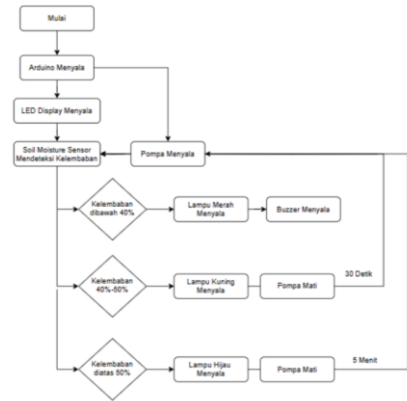 Mulai
Arduino Menyala
LED Display Menyala
Soil Moisture Sensor
Mendeteksi Kelembaban
Pompa Menyala
Kelembaban
dibawah 40%
Lampu Merah
Menyala
Buzzer Menyala
Kelembaban
40%-50%
Lampu Kuning
Menyala
Pompa Mati
30 Detik
Kelembaban
diatas 50%
Lampu Hijau
Menyala
Pompa Mati
5 Menit